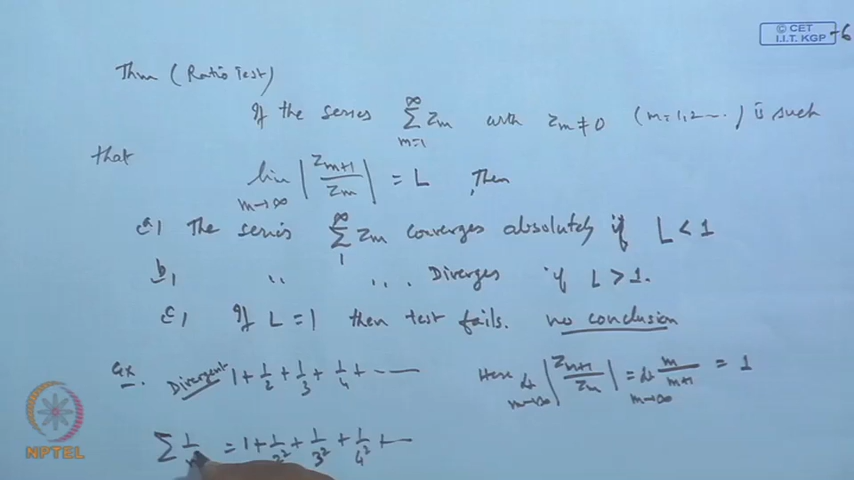 © CET
I.I.T. KGP -6
Thm (Ratio Test)
If the series ∑_{m=1}^{∞} z_m with z_m ≠ 0 (m=1,2--..) is such
that
lim_{m→∞} |z_{m+1}/z_m| = L, Then
a) The series ∑_{1}^{∞} z_m converges absolutely if L < 1
b) " ".. Diverges if L > 1.
c) If L = 1 then test fails. no conclusion
Ex. Divergent 1 + 1/2 + 1/3 + 1/4 + ---- Here lt_{m→∞} |z_{m+1}/z_m| = lt_{m→∞} m/(m+1) = 1
∑ 1/ = 1 + 1/2² + 1/3² + 1/4² + ---
NPTEL